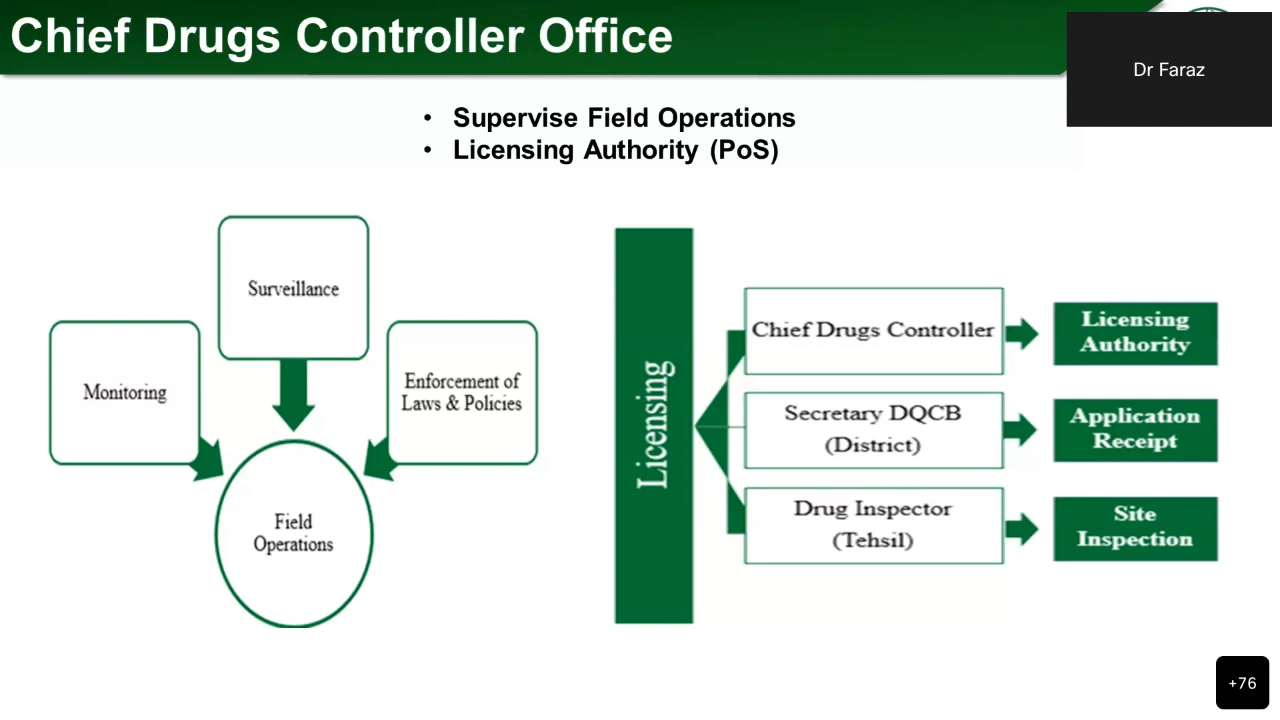 Chief Drugs Controller Office
Dr Faraz
• Supervise Field Operations
• Licensing Authority (PoS)
Surveillance
Monitoring
Enforcement of
Laws & Policies
Field
Operations
Licensing
Chief Drugs Controller
Licensing
Authority
Secretary DQCB
(District)
Application
Receipt
Drug Inspector
(Tehsil)
Site
Inspection
+76